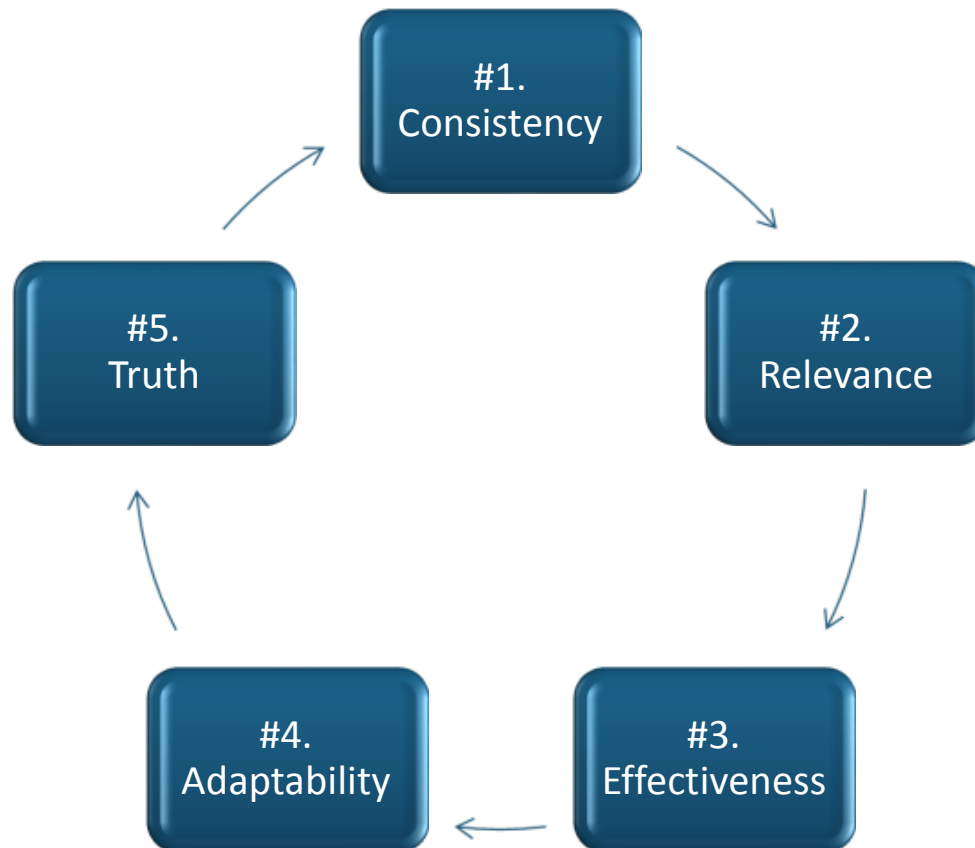 #1.
Consistency
#2.
Relevance
#3.
Effectiveness
#4.
Adaptability
#5.
Truth